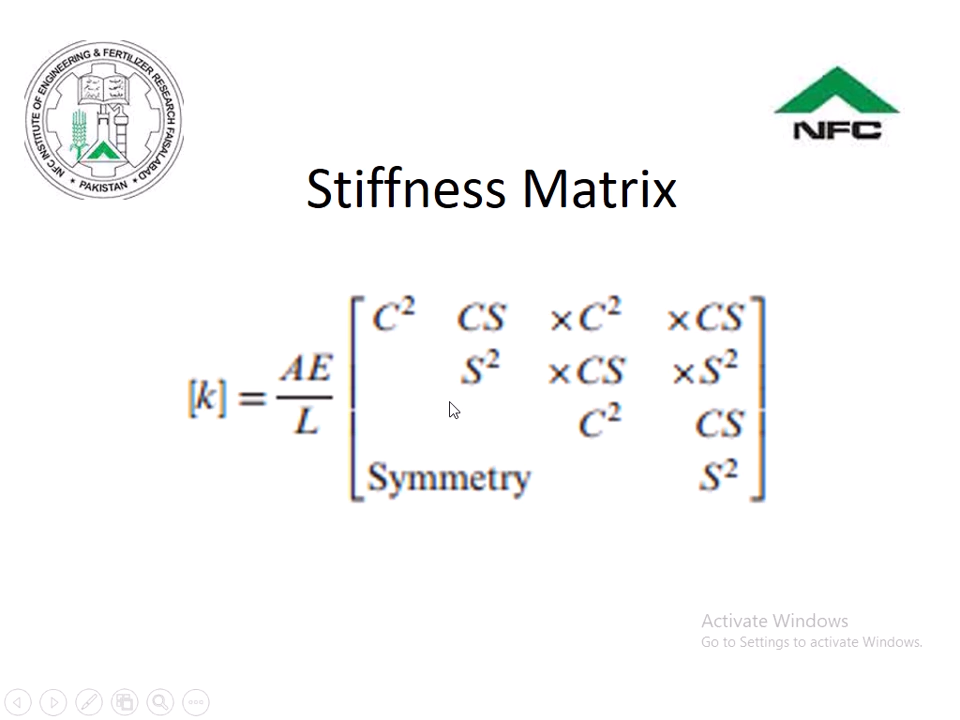 NFC INSTITUTE OF ENGINEERING & FERTILIZER RESEARCH FAISALABAD
* PAKISTAN *
NFC
Stiffness Matrix
[k] = AE/L
C² CS ×C² ×CS
S² ×CS ×S²
C² CS
Symmetry S²
Activate Windows
Go to Settings to activate Windows.